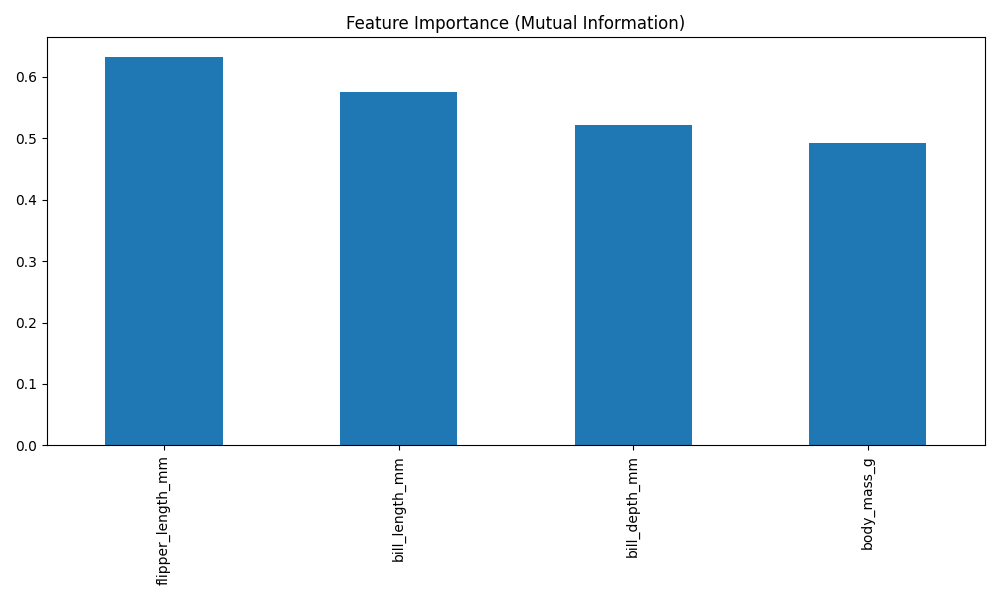 Feature Importance (Mutual Information)
0.6
0.5
0.4
0.3
0.2
0.1
0.0
flipper_length_mm
bill_length_mm
bill_depth_mm
body_mass_g